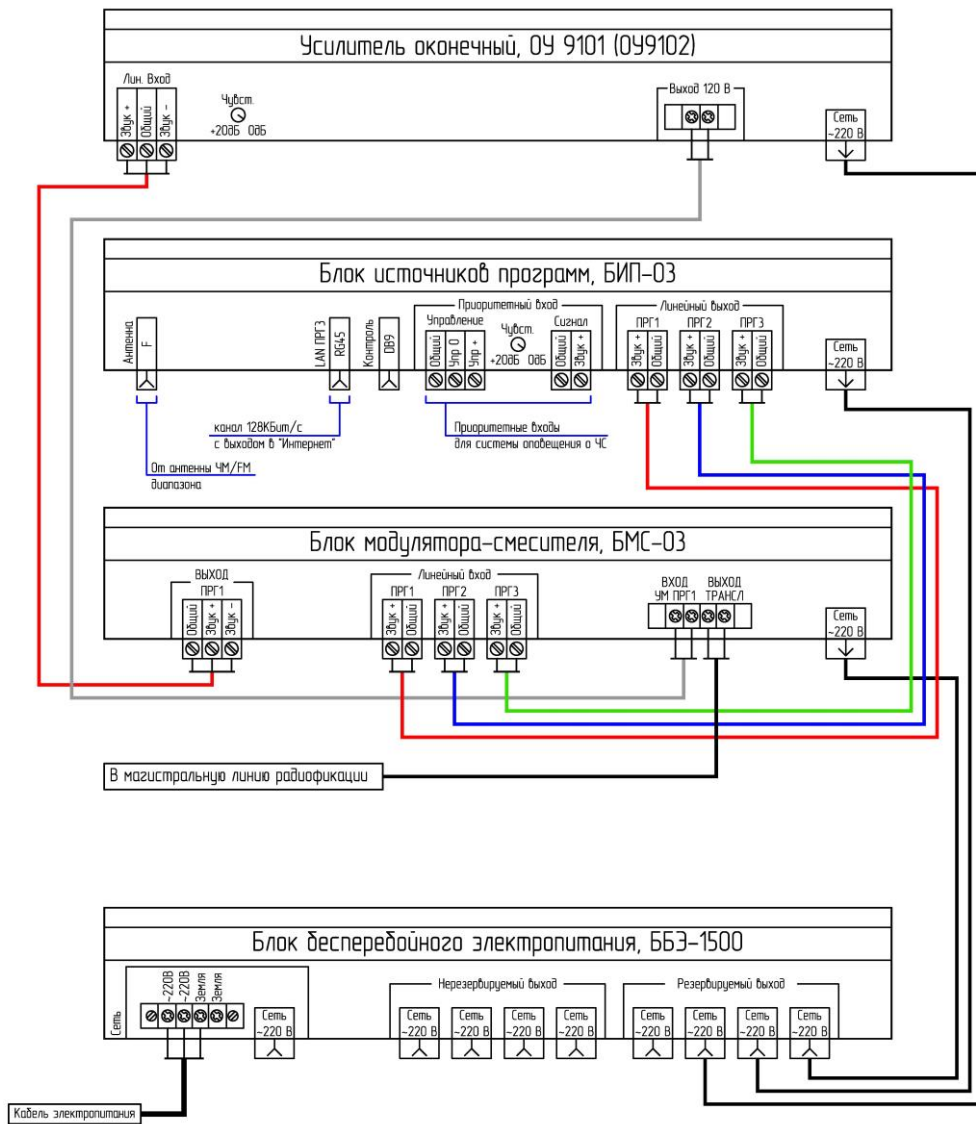 Усилитель оконечный, ОУ 9101 (ОУ9102)
Лин. Вход
Звук +
Общий
Звук -
Чувст.
+20дБ 0дБ
Выход 120 В
Сеть
~220 В
Блок источников программ, БИП-03
Антенна
F
LAN ПРГ3
RG45
Контроль
DB9
Приоритетный вход
Управление
Общий
Упр 0
Упр +
Чувст.
+20дБ 0дБ
Сигнал
Общий
Звук +
Линейный выход
ПРГ1 ПРГ2 ПРГ3
Звук +
Общий
Звук +
Общий
Звук +
Общий
Сеть
~220 В
канал 128КБит/с
с выходом в "Интернет"
Приоритетные входы
для системы оповещения о ЧС
От антенны ЧМ/FM
диапазона
Блок модулятора-смесителя, БМС-03
ВЫХОД
ПРГ1
Общий
Звук +
Звук -
Линейный вход
ПРГ1 ПРГ2 ПРГ3
Звук +
Общий
Звук +
Общий
Звук +
Общий
ВХОД ВЫХОД
УМ ПРГ1 ТРАНСЛ
Сеть
~220 В
В магистральную линию радиофикации
Блок бесперебойного электропитания, ББЭ-1500
Сеть
~220В
~220В
Земля
Земля
Сеть
~220 В
Нерезервируемый выход
Сеть Сеть Сеть Сеть
~220 В ~220 В ~220 В ~220 В
Резервируемый выход
Сеть Сеть Сеть Сеть
~220 В ~220 В ~220 В ~220 В
Кабель электропитания